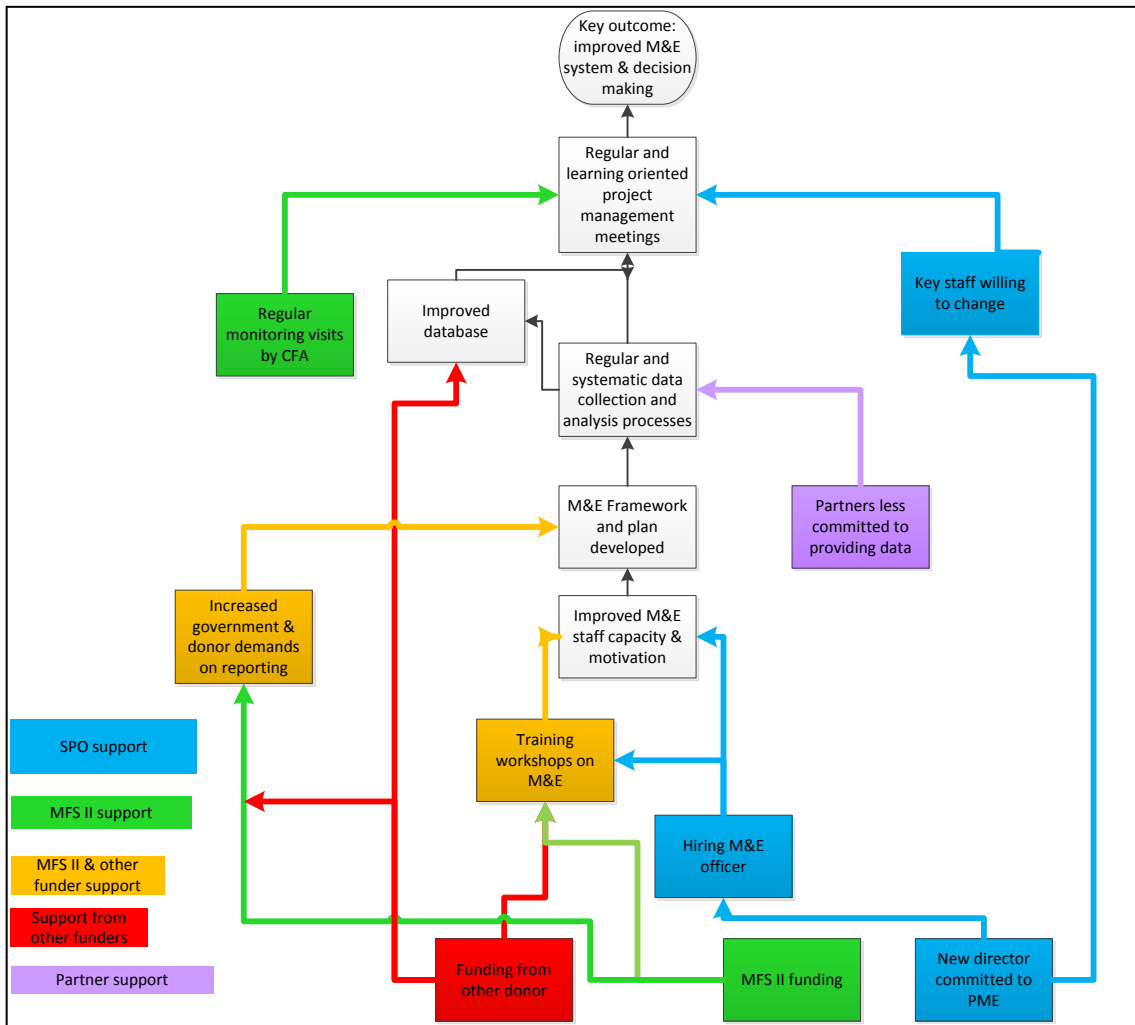 Key outcome:
improved M&E
system & decision
making
Regular and
learning oriented
project
management
meetings
Key staff willing
to change
Improved
database
Regular
monitoring visits
by CFA
Regular and
systematic data
collection and
analysis processes
M&E Framework
and plan
developed
Partners less
committed to
providing data
Increased
government &
donor demands
on reporting
Improved M&E
staff capacity &
motivation
SPO support
Training
workshops on
M&E
MFS II support
Hiring M&E
officer
MFS II & other
funder support
Support from
other funders
Partner support
Funding from
other donor
MFS II funding
New director
committed to
PME